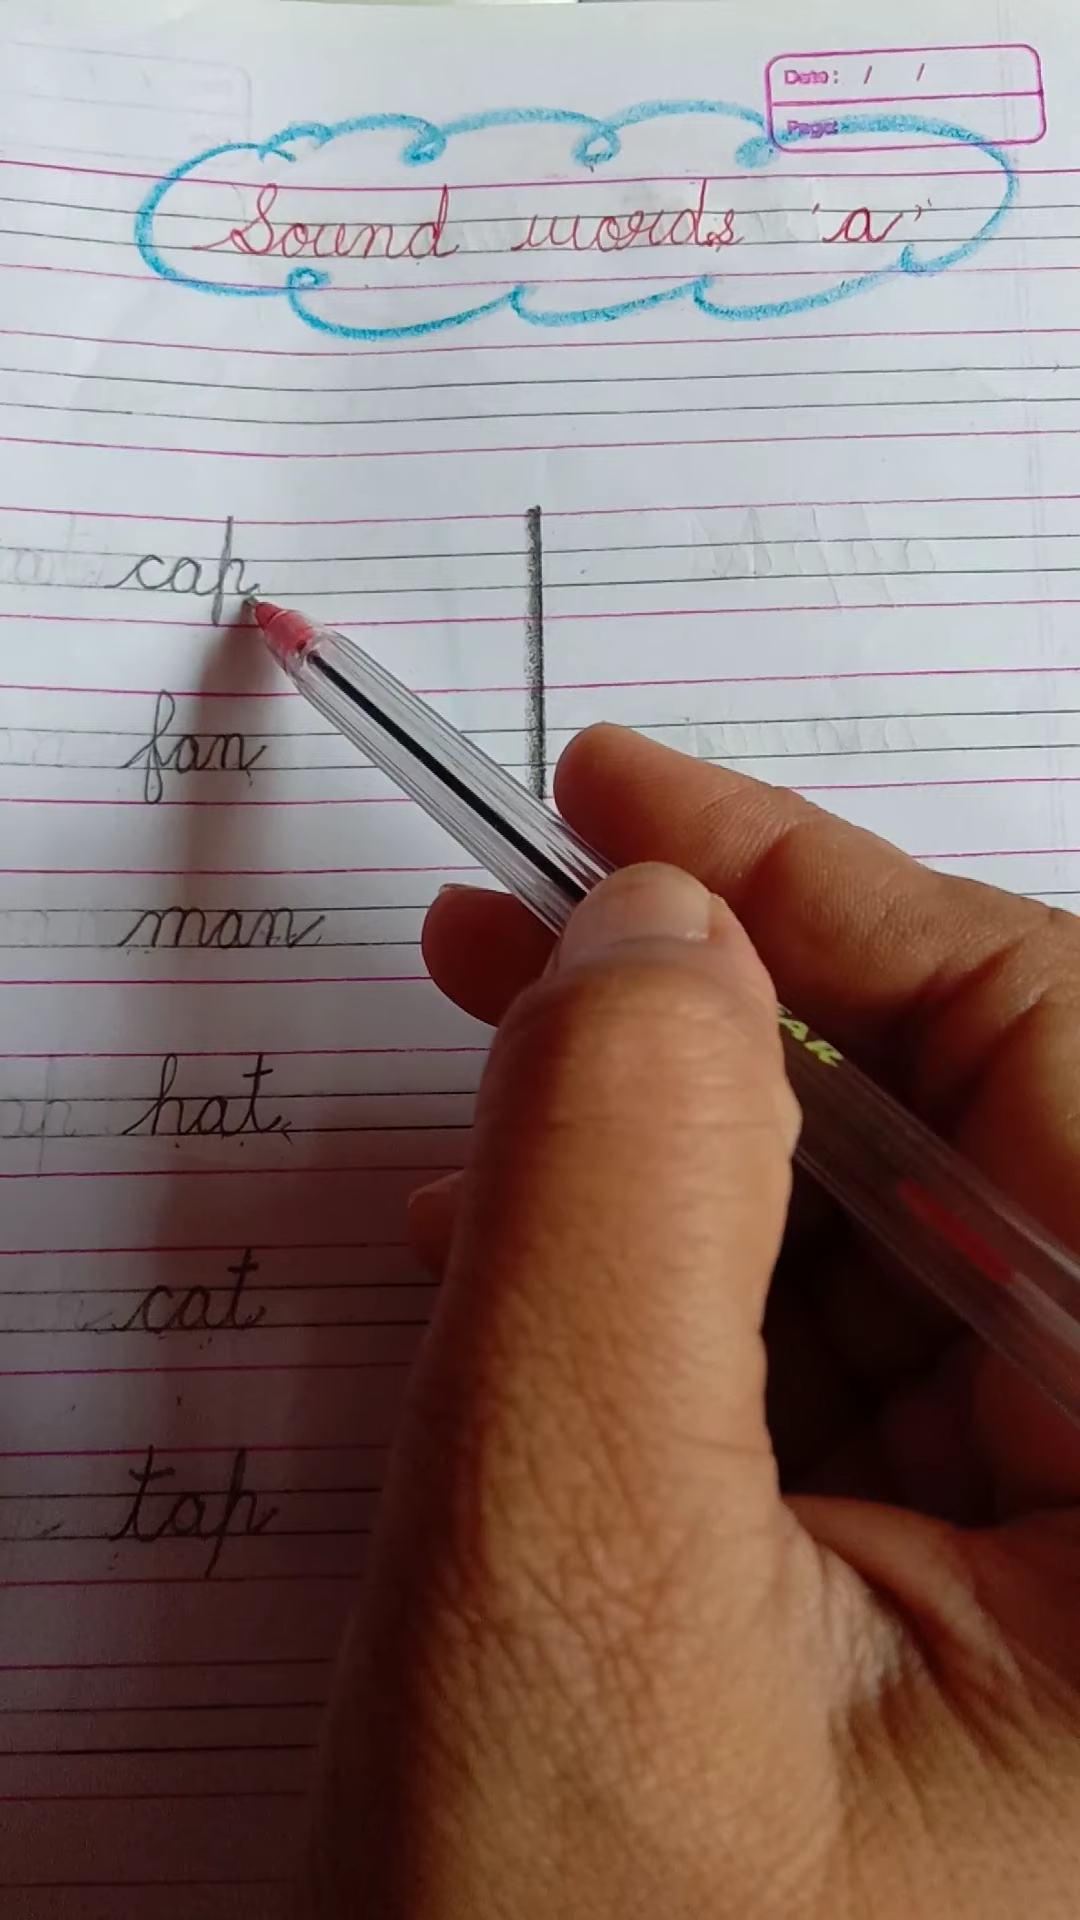 Date: / /
Page:
Sound words 'a'
cap
fan
man
hat
cat
tap